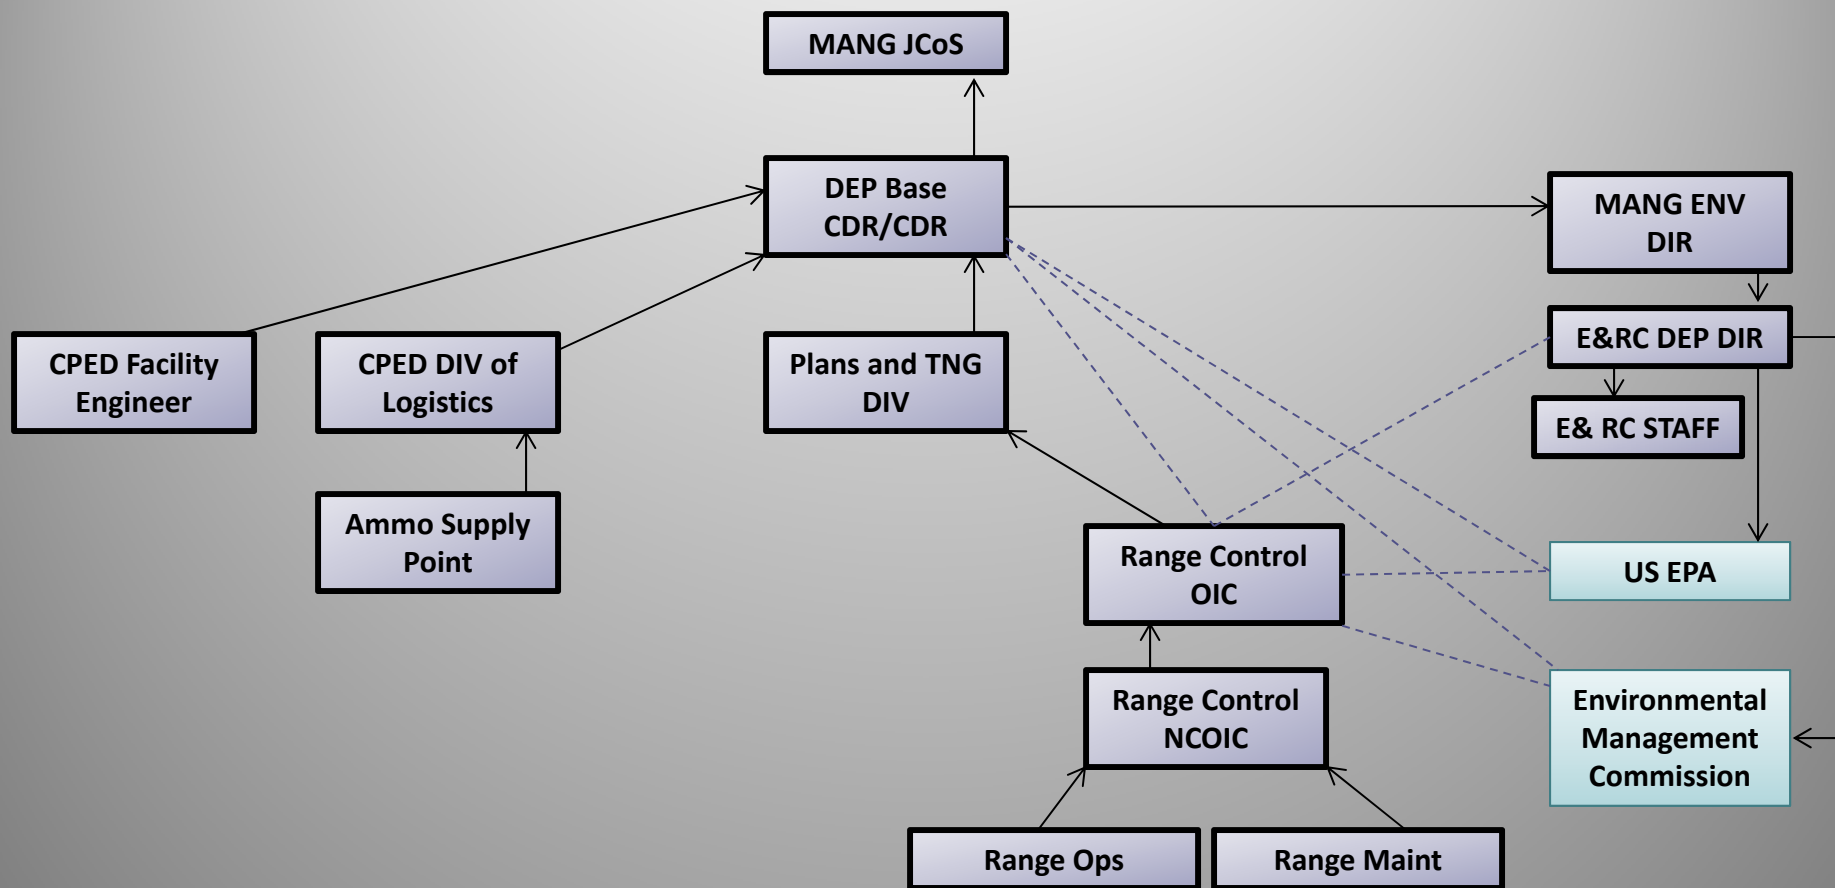 MANG JCoS
DEP Base
CDR/CDR
MANG ENV
DIR
CPED Facility
Engineer
CPED DIV of
Logistics
Plans and TNG
DIV
E&RC DEP DIR
E& RC STAFF
Ammo Supply
Point
Range Control
OIC
US EPA
Range Control
NCOIC
Environmental
Management
Commission
Range Ops
Range Maint